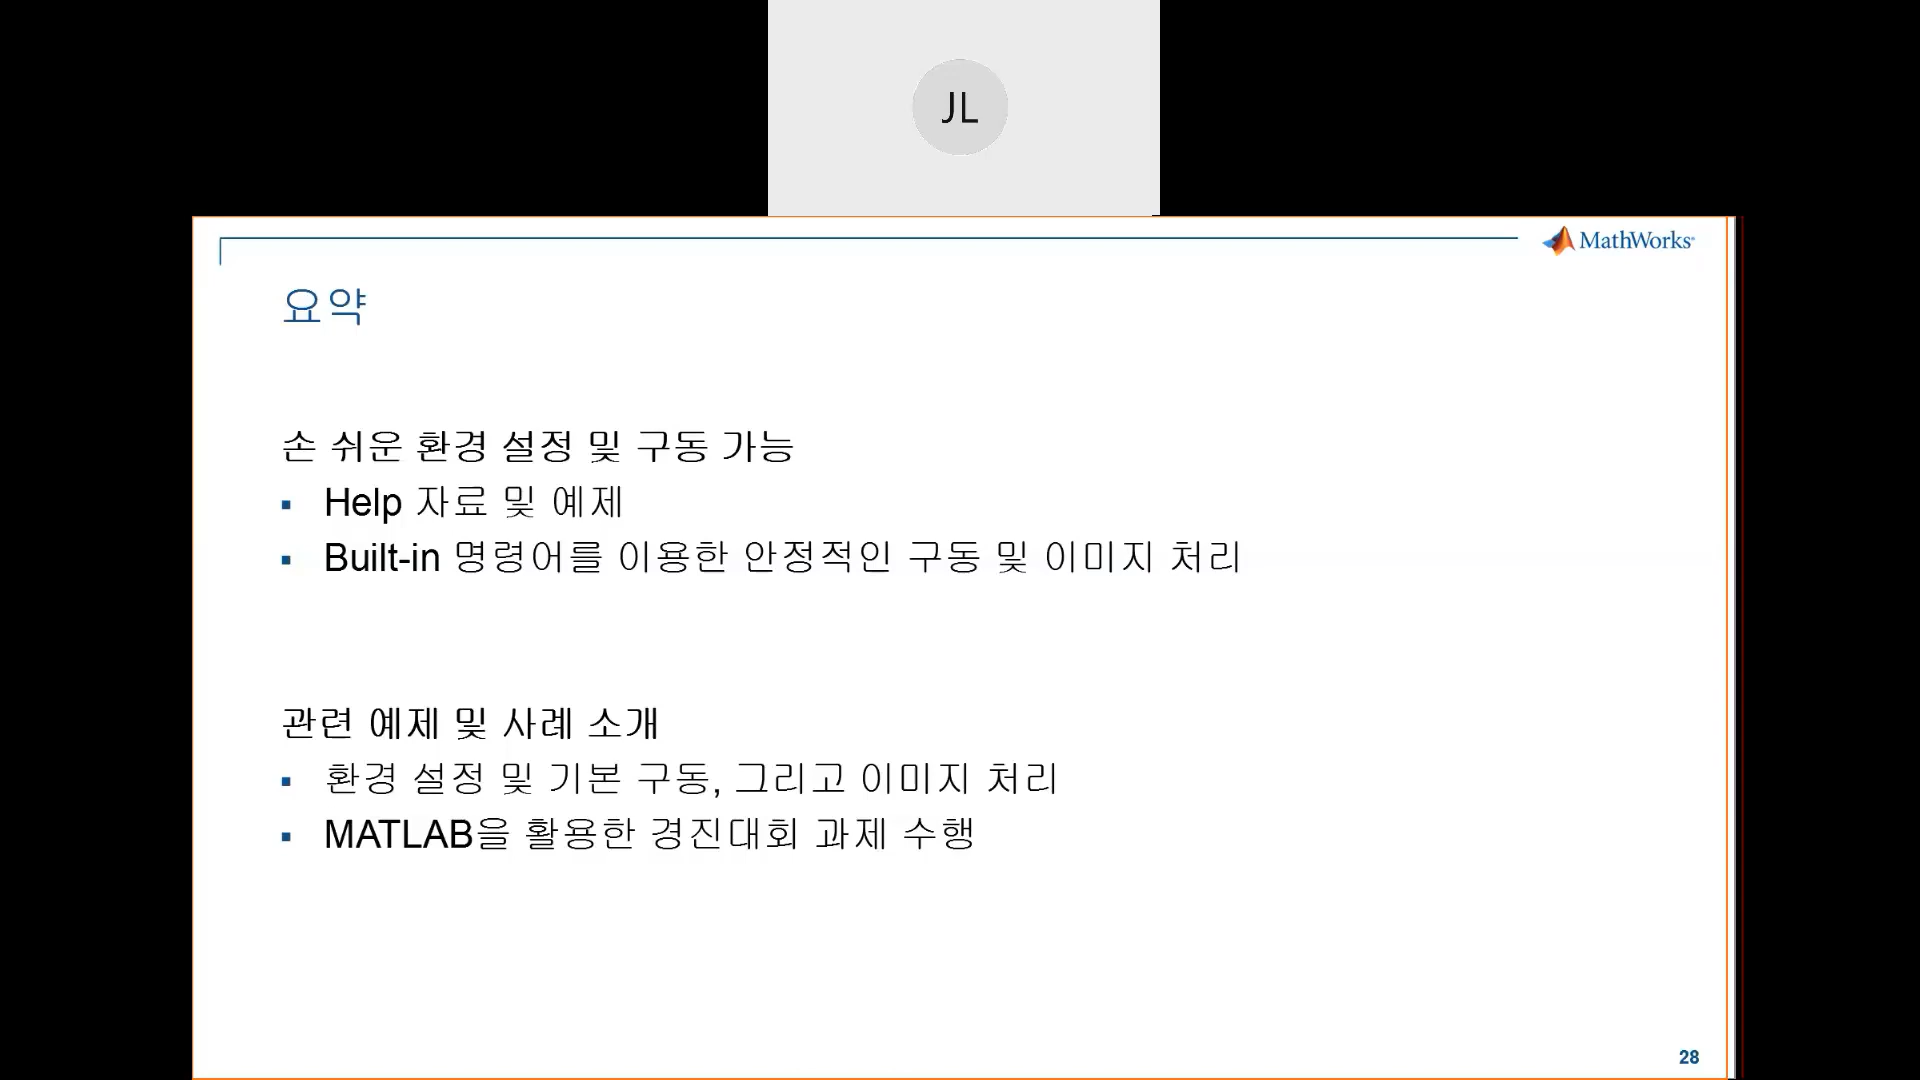 JL
MathWorks®
요약
손 쉬운 환경 설정 및 구동 가능
▪ Help 자료 및 예제
▪ Built-in 명령어를 이용한 안정적인 구동 및 이미지 처리
관련 예제 및 사례 소개
▪ 환경 설정 및 기본 구동, 그리고 이미지 처리
▪ MATLAB을 활용한 경진대회 과제 수행
28